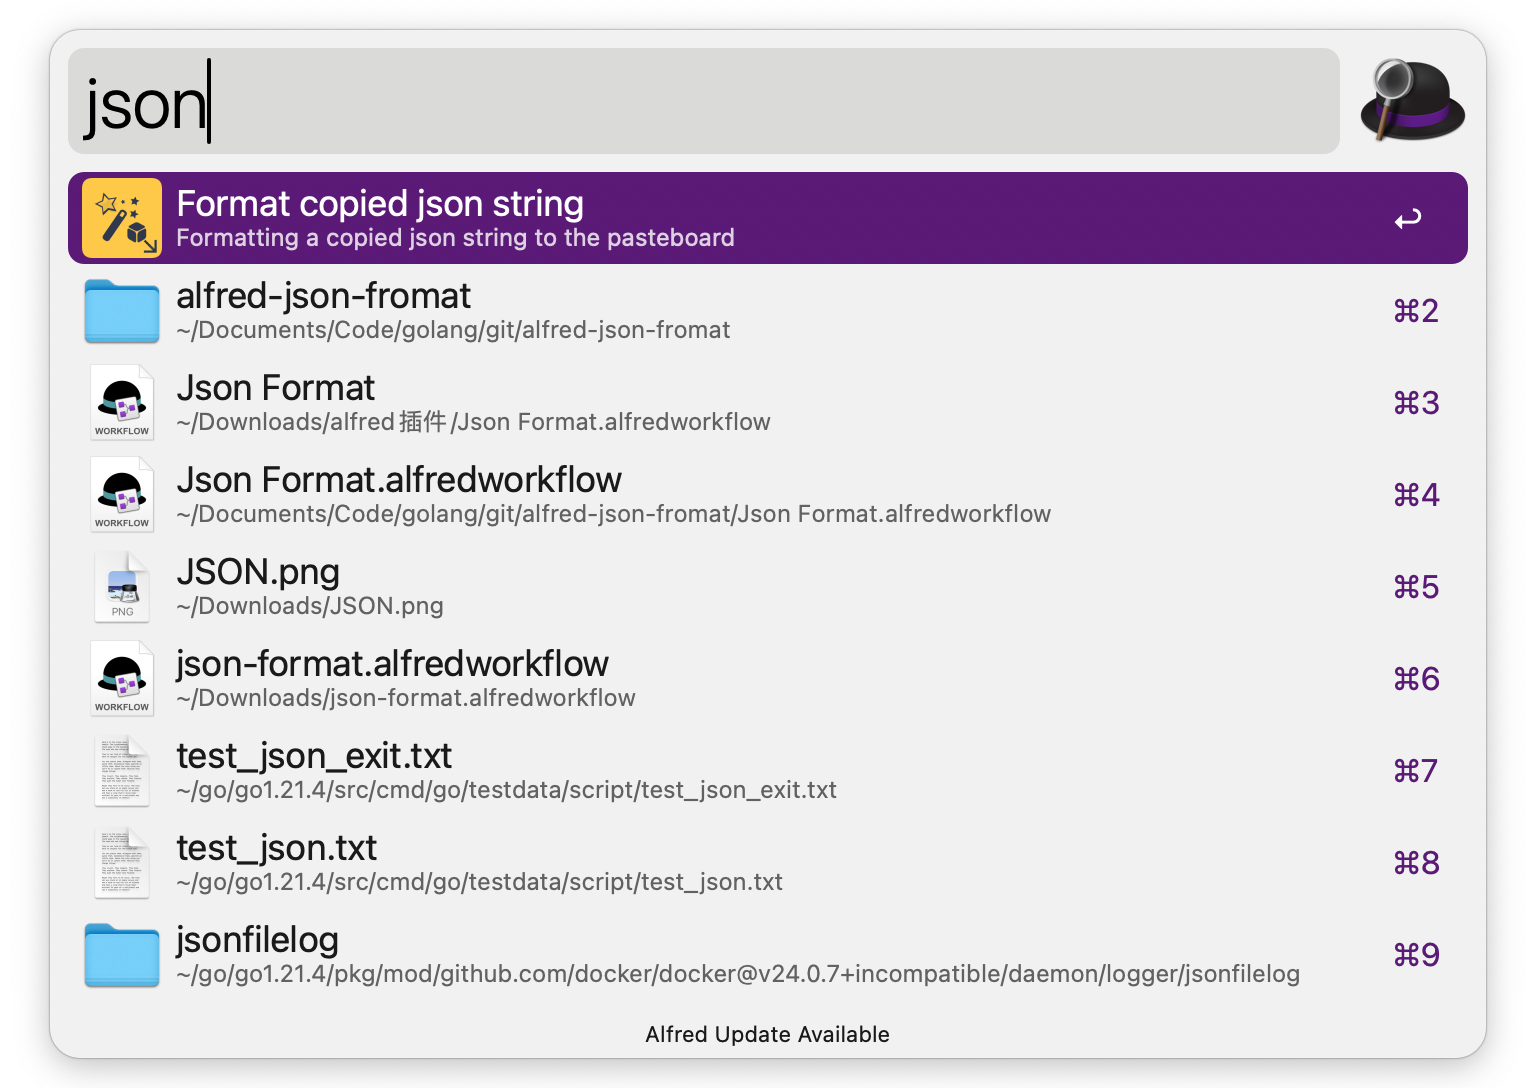 json
Format copied json string
Formatting a copied json string to the pasteboard
alfred-json-fromat
~/Documents/Code/golang/git/alfred-json-fromat
⌘2
Json Format
~/Downloads/alfred插件/Json Format.alfredworkflow
⌘3
WORKFLOW
Json Format.alfredworkflow
~/Documents/Code/golang/git/alfred-json-fromat/Json Format.alfredworkflow
⌘4
WORKFLOW
JSON.png
~/Downloads/JSON.png
⌘5
PNG
json-format.alfredworkflow
~/Downloads/json-format.alfredworkflow
⌘6
WORKFLOW
test_json_exit.txt
~/go/go1.21.4/src/cmd/go/testdata/script/test_json_exit.txt
⌘7
test_json.txt
~/go/go1.21.4/src/cmd/go/testdata/script/test_json.txt
⌘8
jsonfilelog
~/go/go1.21.4/pkg/mod/github.com/docker/docker@v24.0.7+incompatible/daemon/logger/jsonfilelog
⌘9
Alfred Update Available